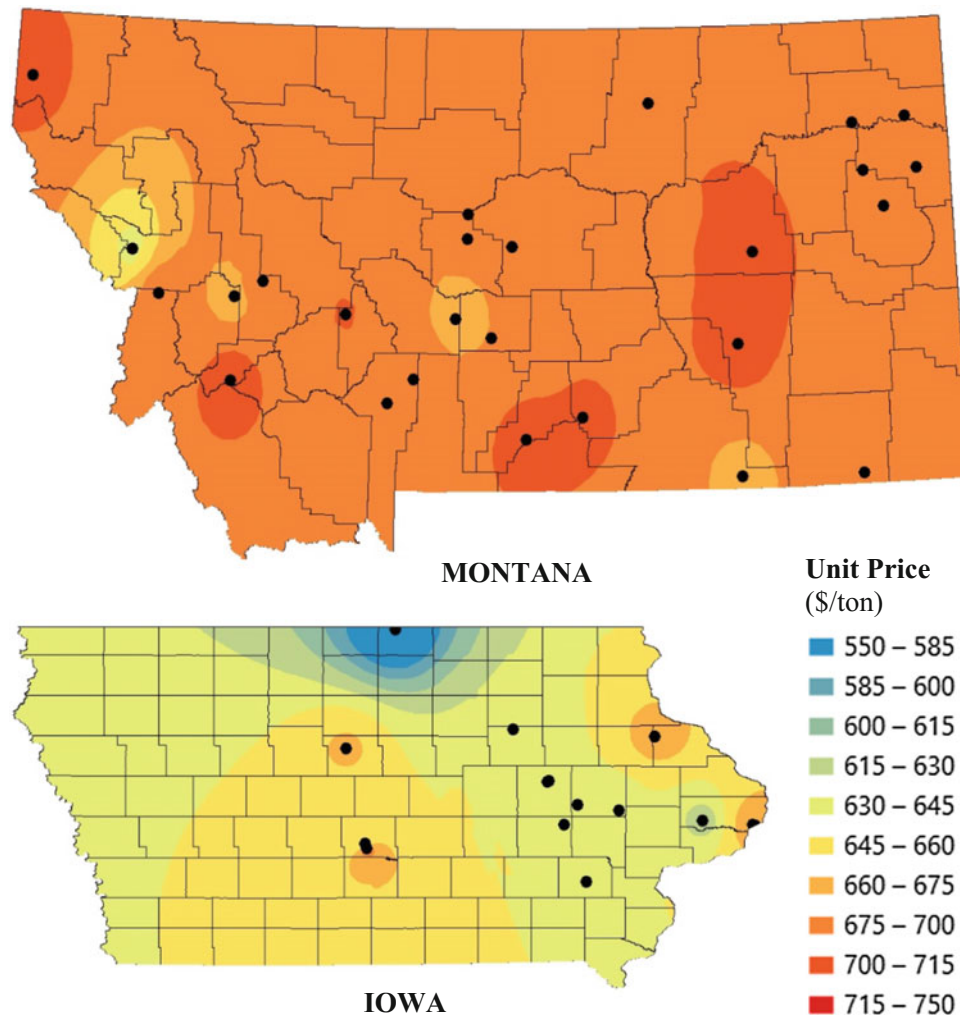 MONTANA
Unit Price
($/ton)
550 – 585
585 – 600
600 – 615
615 – 630
630 – 645
645 – 660
660 – 675
675 – 700
700 – 715
715 – 750
IOWA